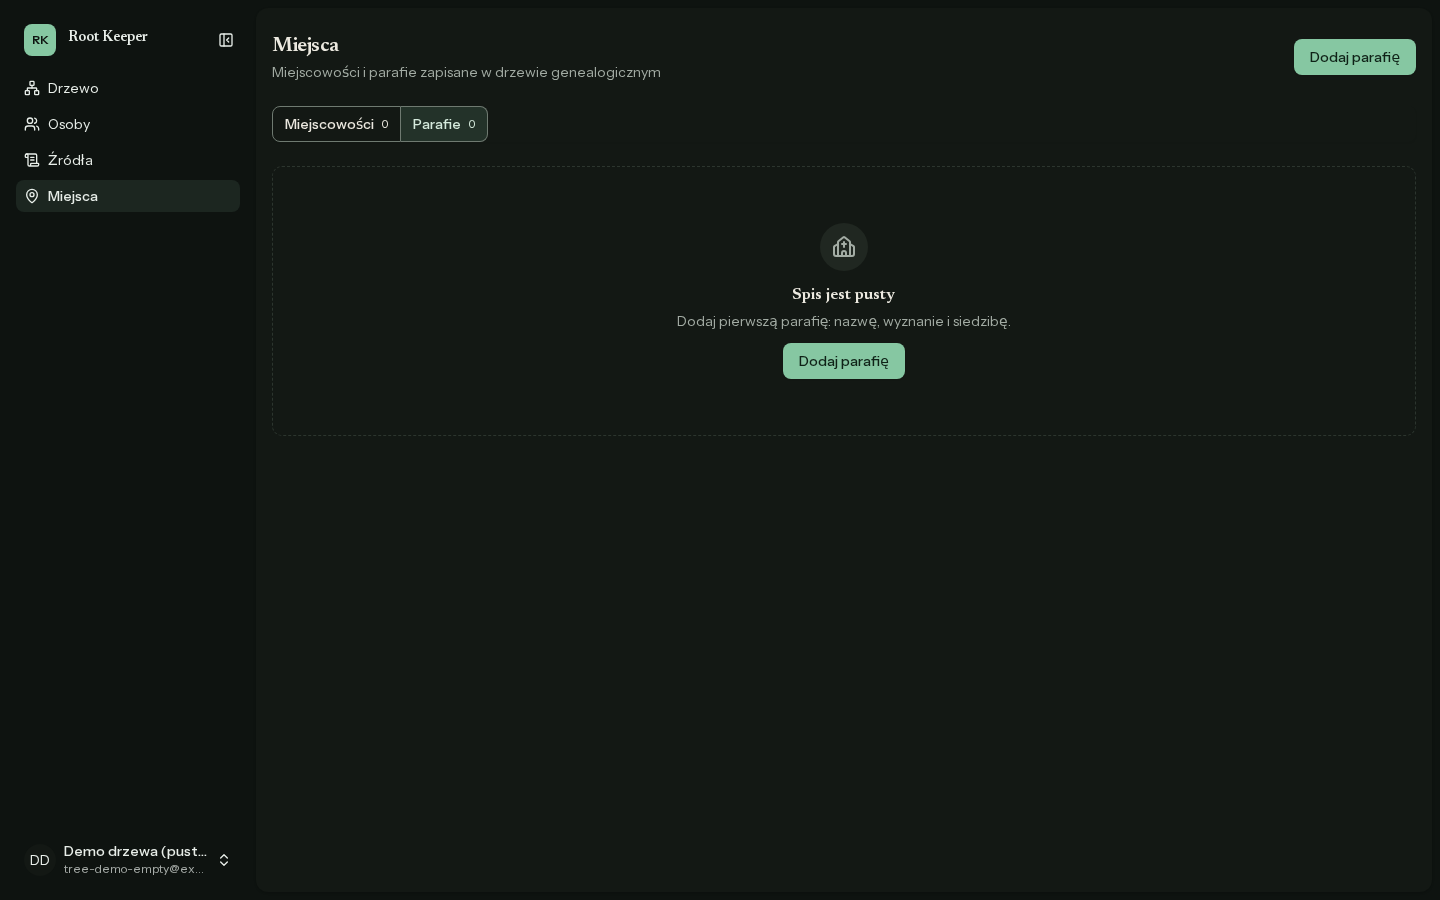 RK
Root Keeper
Drzewo
Osoby
Źródła
Miejsca
DD
Demo drzewa (pust...
tree-demo-empty@ex...
Miejsca
Miejscowości i parafie zapisane w drzewie genealogicznym
Dodaj parafię
Miejscowości 0
Parafie 0
Spis jest pusty
Dodaj pierwszą parafię: nazwę, wyznanie i siedzibę.
Dodaj parafię